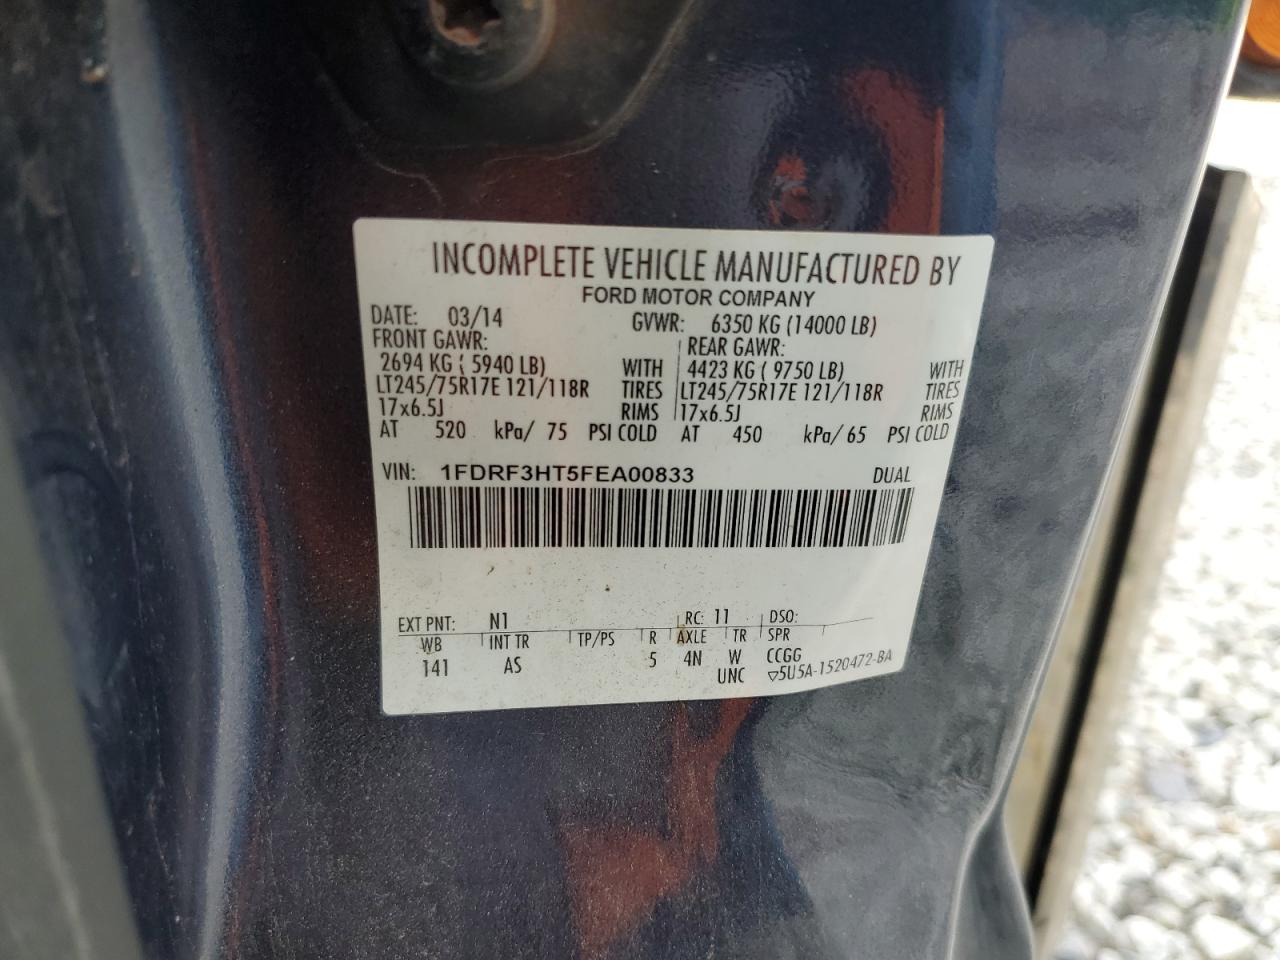 INCOMPLETE VEHICLE MANUFACTURED BY
FORD MOTOR COMPANY
DATE: 03/14 GVWR: 6350 KG (14000 LB)
FRONT GAWR: REAR GAWR:
2694 KG ( 5940 LB) WITH 4423 KG ( 9750 LB) WITH
LT245/75R17E 121/118R TIRES LT245/75R17E 121/118R TIRES
17x6.5J RIMS 17x6.5J RIMS
AT 520 kPa/ 75 PSI COLD AT 450 kPa/ 65 PSI COLD
VIN: 1FDRF3HT5FEA00833 DUAL
EXT PNT: N1 RC: 11 DSO:
WB INT TR TP/PS R AXLE TR SPR
141 AS 5 4N W CCGG
UNC ▽5U5A-1520472-BA